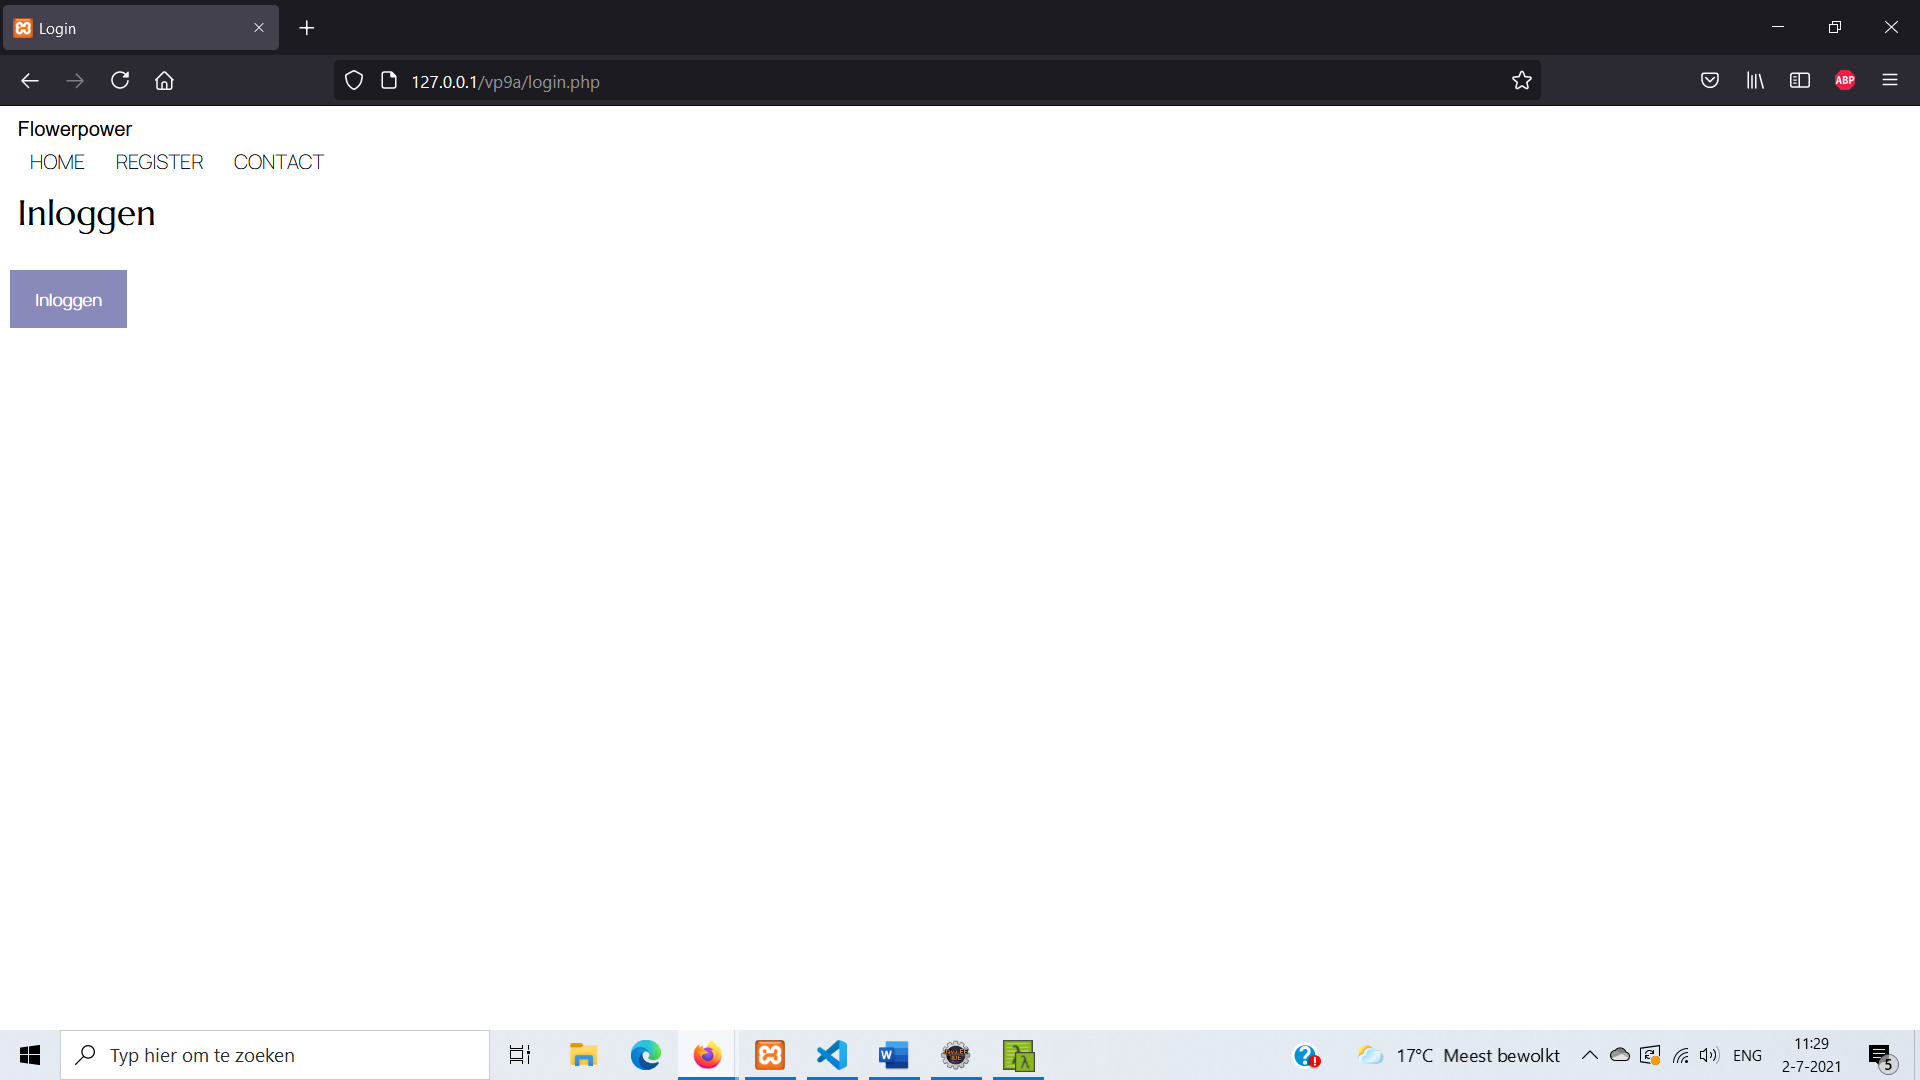 Login
127.0.0.1/vp9a/login.php
ABP
Flowerpower
HOME REGISTER CONTACT
Inloggen
Inloggen
Typ hier om te zoeken
17°C Meest bewolkt
ENG
11:29
2-7-2021
5